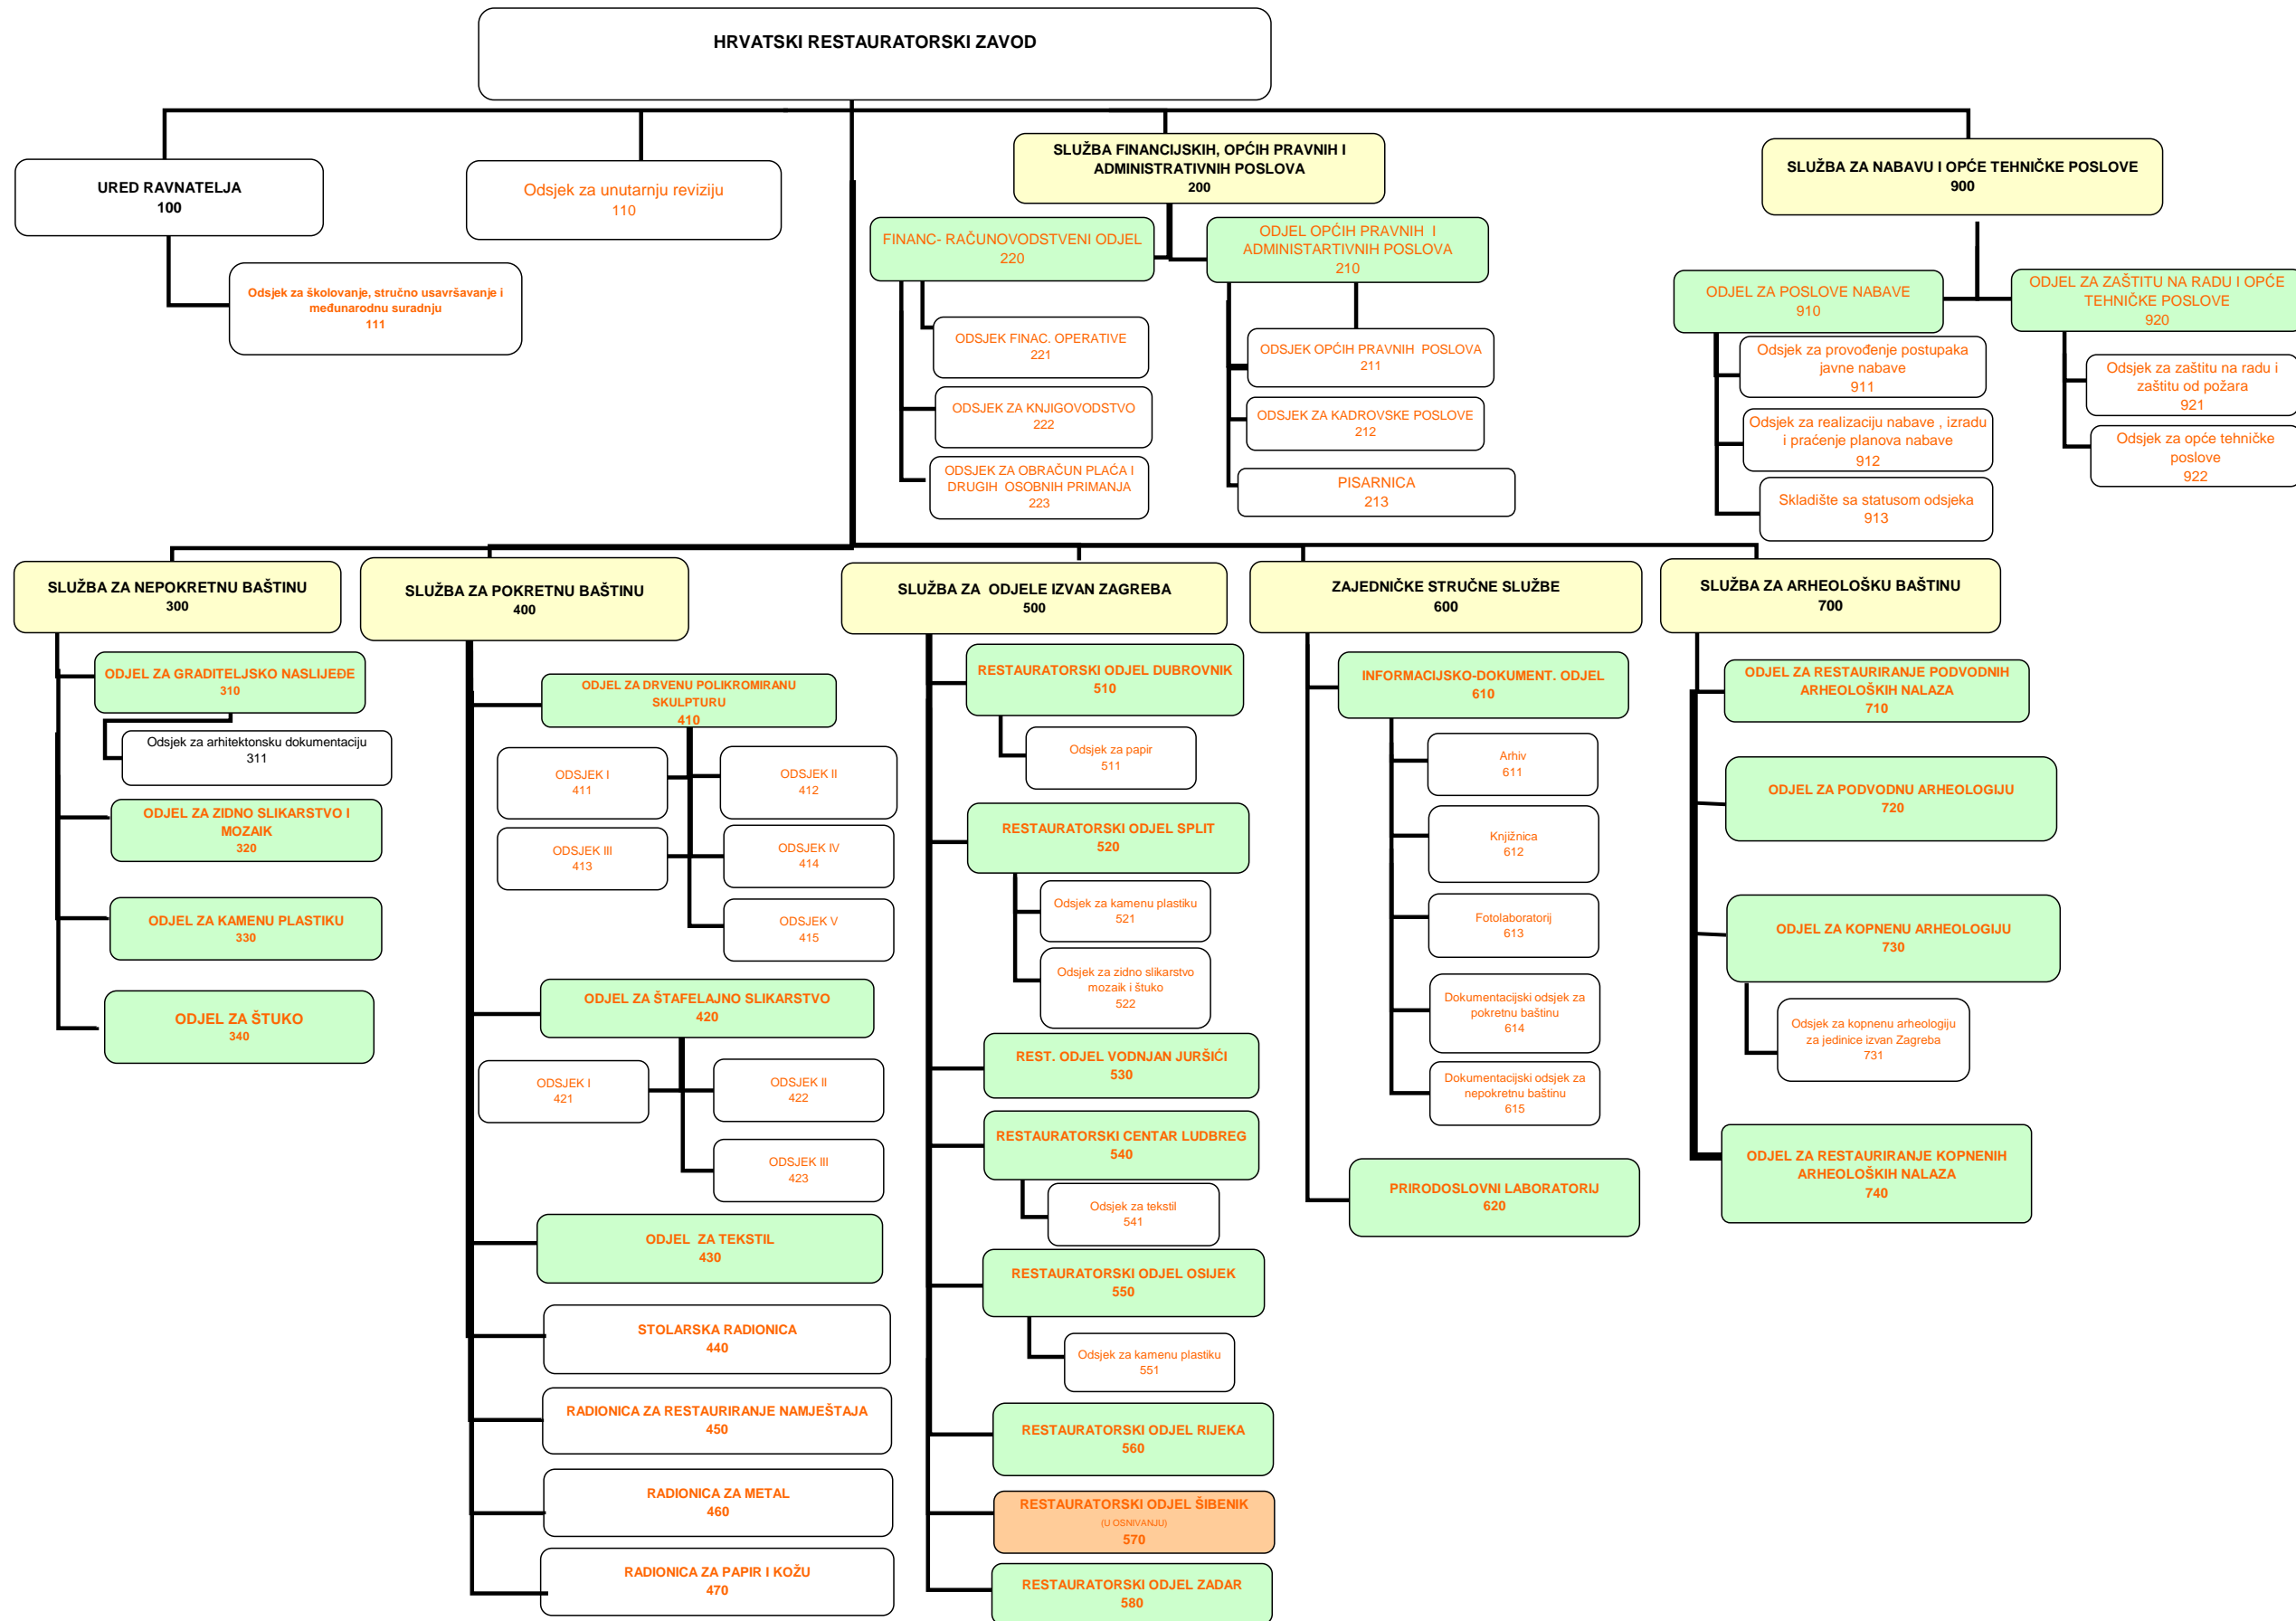 HRVATSKI RESTAURATORSKI ZAVOD
URED RAVNATELJA
100
Odsjek za školovanje, stručno usavršavanje i
međunarodnu suradnju
111
Odsjek za unutarnju reviziju
110
SLUŽBA FINANCIJSKIH, OPĆIH PRAVNIH I
ADMINISTRATIVNIH POSLOVA
200
FINANC- RAČUNOVODSTVENI ODJEL
220
ODSJEK FINAC. OPERATIVE
221
ODSJEK ZA KNJIGOVODSTVO
222
ODSJEK ZA OBRAČUN PLAĆA I
DRUGIH OSOBNIH PRIMANJA
223
ODJEL OPĆIH PRAVNIH I
ADMINISTARTIVNIH POSLOVA
210
ODSJEK OPĆIH PRAVNIH POSLOVA
211
ODSJEK ZA KADROVSKE POSLOVE
212
PISARNICA
213
SLUŽBA ZA NABAVU I OPĆE TEHNIČKE POSLOVE
900
ODJEL ZA POSLOVE NABAVE
910
Odsjek za provođenje postupaka
javne nabave
911
Odsjek za realizaciju nabave , izradu
i praćenje planova nabave
912
Skladište sa statusom odsjeka
913
ODJEL ZA ZAŠTITU NA RADU I OPĆE
TEHNIČKE POSLOVE
920
Odsjek za zaštitu na radu i
zaštitu od požara
921
Odsjek za opće tehničke
poslove
922
SLUŽBA ZA NEPOKRETNU BAŠTINU
300
ODJEL ZA GRADITELJSKO NASLIJEĐE
310
Odsjek za arhitektonsku dokumentaciju
311
ODJEL ZA ZIDNO SLIKARSTVO I
MOZAIK
320
ODJEL ZA KAMENU PLASTIKU
330
ODJEL ZA ŠTUKO
340
SLUŽBA ZA POKRETNU BAŠTINU
400
ODJEL ZA DRVENU POLIKROMIRANU
SKULPTURU
410
ODSJEK I
411
ODSJEK II
412
ODSJEK III
413
ODSJEK IV
414
ODSJEK V
415
ODJEL ZA ŠTAFELAJNO SLIKARSTVO
420
ODSJEK I
421
ODSJEK II
422
ODSJEK III
423
ODJEL ZA TEKSTIL
430
STOLARSKA RADIONICA
440
RADIONICA ZA RESTAURIRANJE NAMJEŠTAJA
450
RADIONICA ZA METAL
460
RADIONICA ZA PAPIR I KOŽU
470
SLUŽBA ZA ODJELE IZVAN ZAGREBA
500
RESTAURATORSKI ODJEL DUBROVNIK
510
Odsjek za papir
511
RESTAURATORSKI ODJEL SPLIT
520
Odsjek za kamenu plastiku
521
Odsjek za zidno slikarstvo
mozaik i štuko
522
REST. ODJEL VODNJAN JURŠIĆI
530
RESTAURATORSKI CENTAR LUDBREG
540
Odsjek za tekstil
541
RESTAURATORSKI ODJEL OSIJEK
550
Odsjek za kamenu plastiku
551
RESTAURATORSKI ODJEL RIJEKA
560
RESTAURATORSKI ODJEL ŠIBENIK
(U OSNIVANJU)
570
RESTAURATORSKI ODJEL ZADAR
580
ZAJEDNIČKE STRUČNE SLUŽBE
600
INFORMACIJSKO-DOKUMENT. ODJEL
610
Arhiv
611
Knjižnica
612
Fotolaboratorij
613
Dokumentacijski odsjek za
pokretnu baštinu
614
Dokumentacijski odsjek za
nepokretnu baštinu
615
PRIRODOSLOVNI LABORATORIJ
620
SLUŽBA ZA ARHEOLOŠKU BAŠTINU
700
ODJEL ZA RESTAURIRANJE PODVODNIH
ARHEOLOŠKIH NALAZA
710
ODJEL ZA PODVODNU ARHEOLOGIJU
720
ODJEL ZA KOPNENU ARHEOLOGIJU
730
Odsjek za kopnenu arheologiju
za jedinice izvan Zagreba
731
ODJEL ZA RESTAURIRANJE KOPNENIH
ARHEOLOŠKIH NALAZA
740